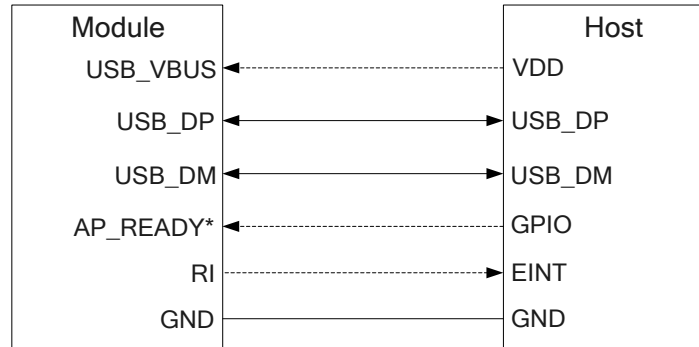 Module Host
USB_VBUS VDD
USB_DP USB_DP
USB_DM USB_DM
AP_READY* GPIO
RI EINT
GND GND